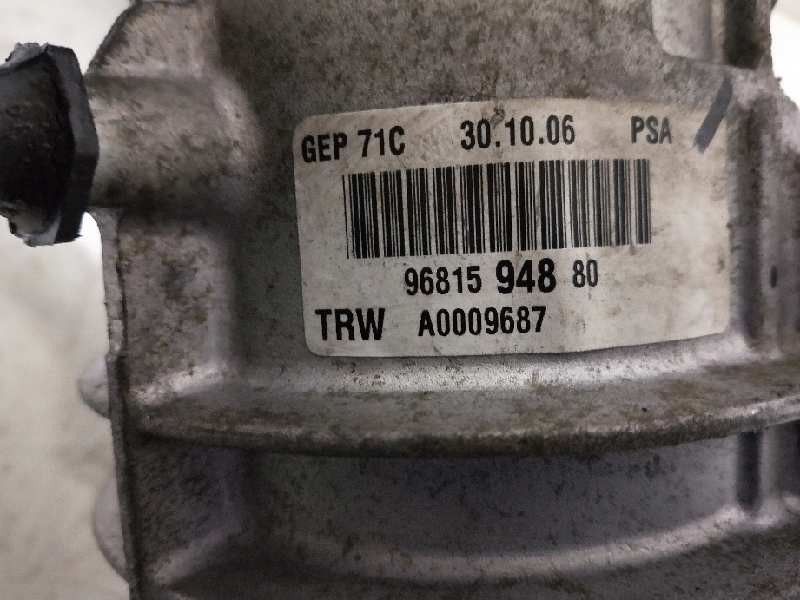 GEP 71C 30.10.06 PSA
96815 948 80
TRW A0009687